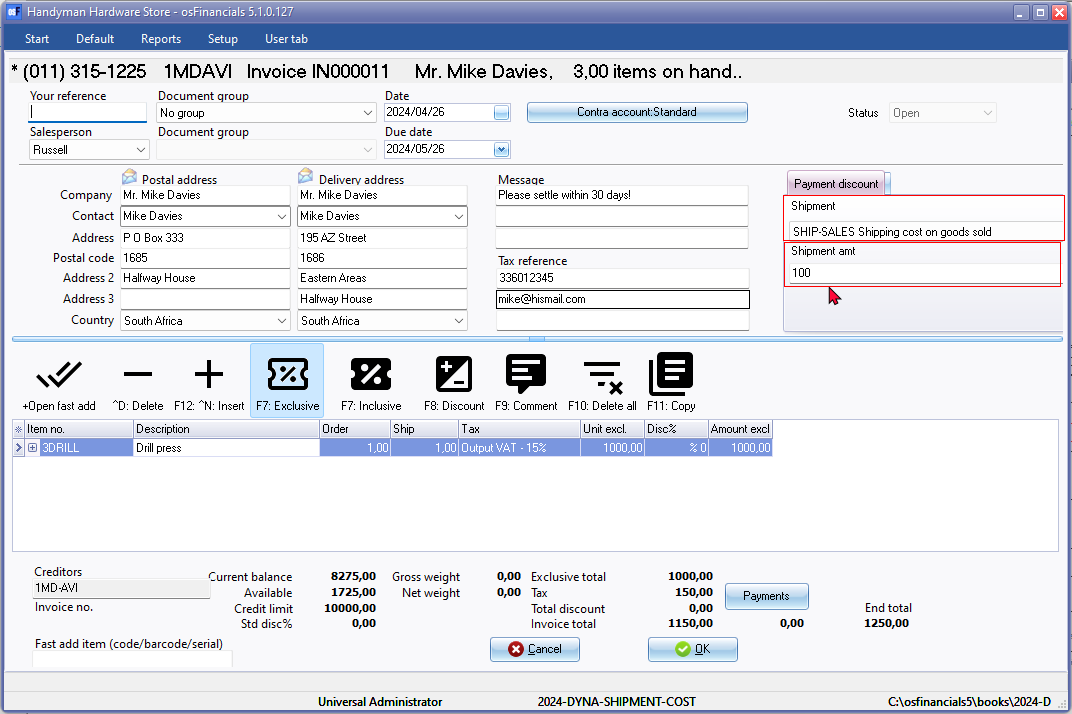 Handyman Hardware Store - osFinancials 5.1.0.127
Start Default Reports Setup User tab
* (011) 315-1225 1MDAVI Invoice IN000011 Mr. Mike Davies, 3,00 items on hand..
Your reference Document group Date
No group 2024/04/26 Contra account:Standard Status Open
Salesperson Document group Due date
Russell 2024/05/26
Postal address Delivery address Message Payment discount
Company Mr. Mike Davies Mr. Mike Davies Please settle within 30 days!
Shipment
Contact Mike Davies Mike Davies
Address P O Box 333 195 AZ Street SHIP-SALES Shipping cost on goods sold
Postal code 1685 1686 Tax reference Shipment amt
Address 2 Halfway House Eastern Areas 336012345 100
Address 3 Halfway House mike@hismail.com
Country South Africa South Africa
+Open fast add ^D: Delete F12: ^N: Insert F7: Exclusive F7: Inclusive F8: Discount F9: Comment F10: Delete all F11: Copy
Item no. Description Order Ship Tax Unit excl. Disc% Amount excl
3DRILL Drill press 1,00 1,00 Output VAT - 15% 1000,00 % 0 1000,00
Creditors
1MD-AVI
Invoice no.
Fast add item (code/barcode/serial)
Current balance 8275,00 Gross weight 0,00 Exclusive total 1000,00
Available 1725,00 Net weight 0,00 Tax 150,00 Payments
Credit limit 10000,00 Total discount 0,00 End total
Std disc% 0,00 Invoice total 1150,00 0,00 1250,00
Cancel OK
Universal Administrator 2024-DYNA-SHIPMENT-COST C:\osfinancials5\books\2024-D